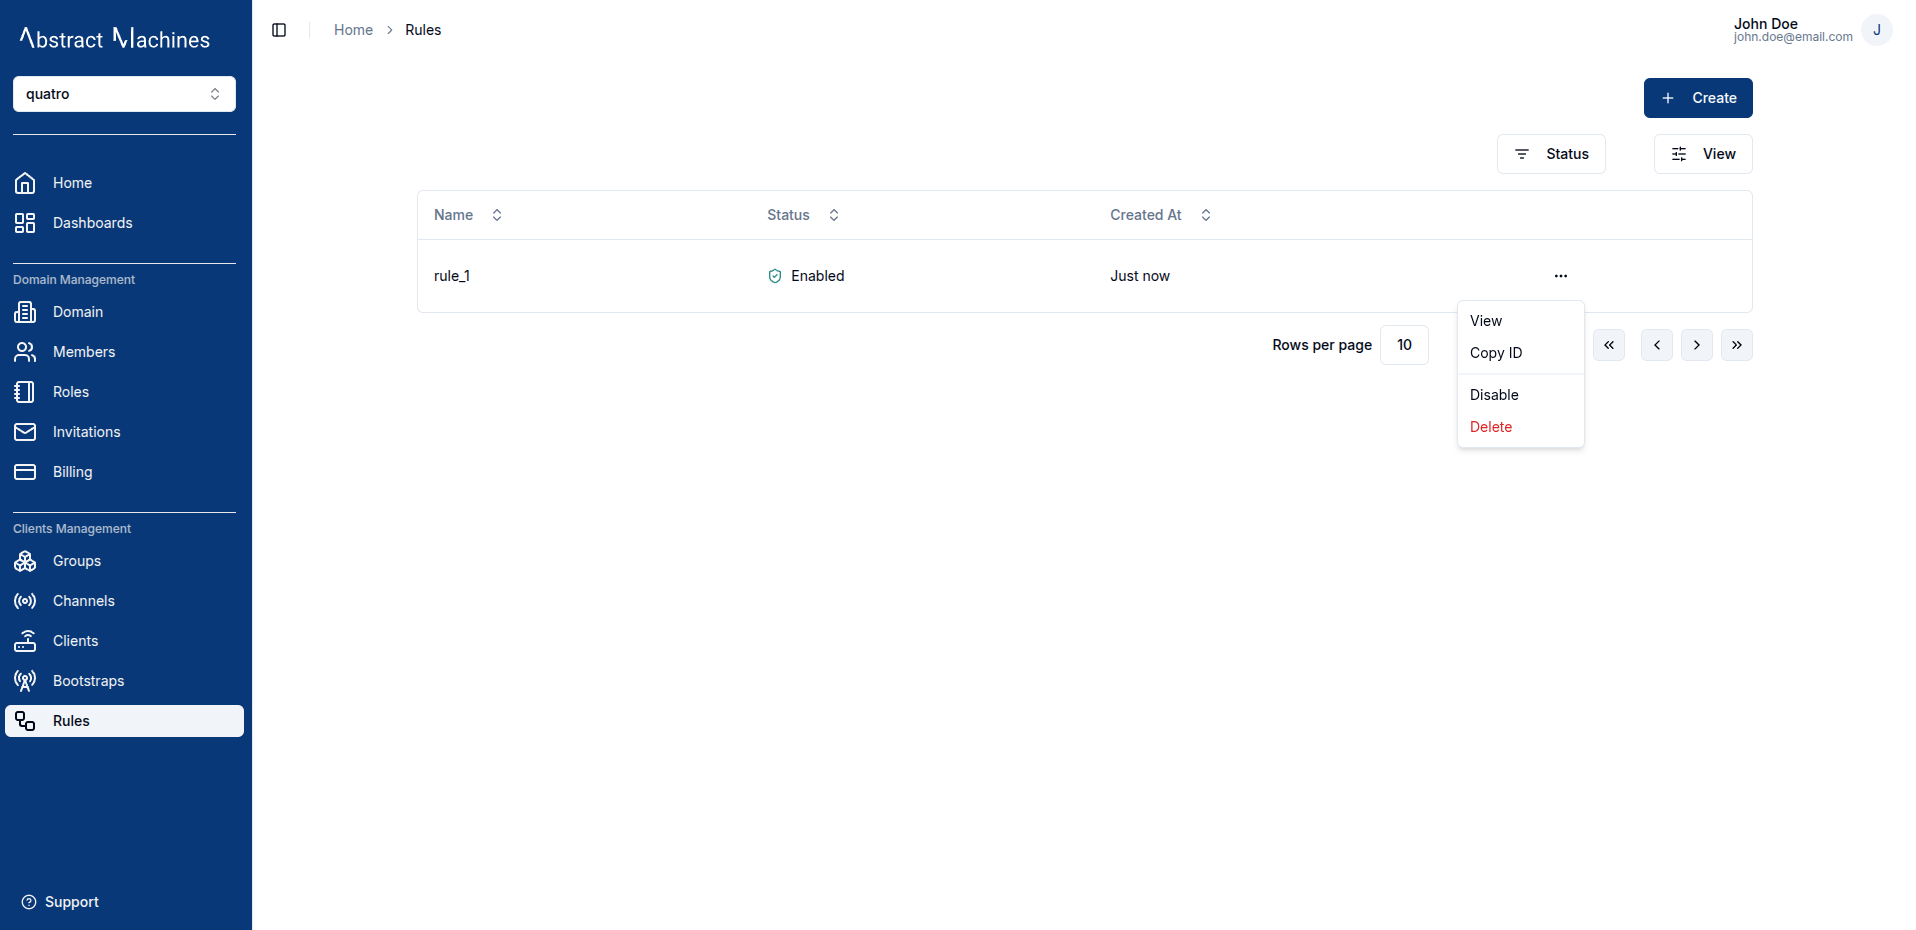 Abstract Machines
quatro
Home
Dashboards
Domain Management
Domain
Members
Roles
Invitations
Billing
Clients Management
Groups
Channels
Clients
Bootstraps
Rules
Support
Home > Rules
John Doe
john.doe@email.com
J
Create
Status View
Name Status Created At
rule_1 Enabled Just now ...
Rows per page 10
View
Copy ID
Disable
Delete